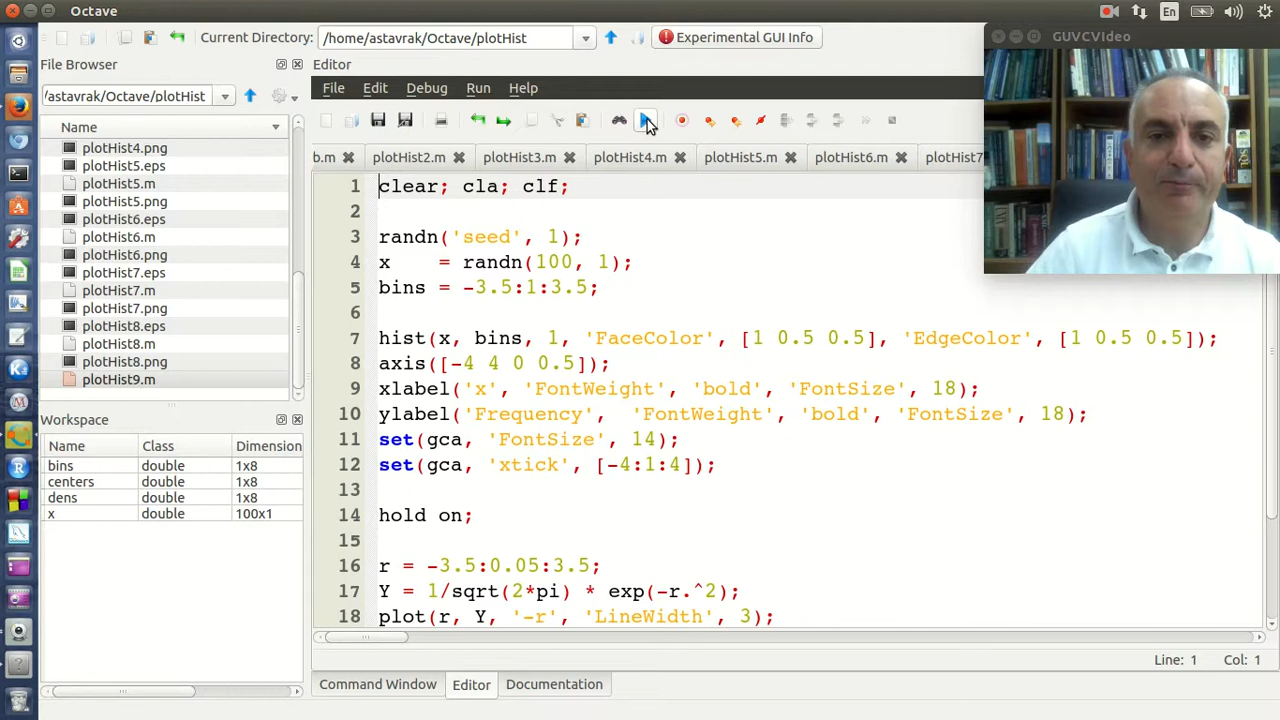 Octave
En
Current Directory: /home/astavrak/Octave/plotHist Experimental GUI Info
GUVCVIdeo
File Browser
/astavrak/Octave/plotHist
Name
plotHist4.png
plotHist5.eps
plotHist5.m
plotHist5.png
plotHist6.eps
plotHist6.m
plotHist6.png
plotHist7.eps
plotHist7.m
plotHist7.png
plotHist8.eps
plotHist8.m
plotHist8.png
plotHist9.m
Workspace
Name Class Dimension
bins double 1x8
centers double 1x8
dens double 1x8
x double 100x1
Editor
File Edit Debug Run Help
b.m plotHist2.m plotHist3.m plotHist4.m plotHist5.m plotHist6.m plotHist7
1 clear; cla; clf;
2
3 randn('seed', 1);
4 x = randn(100, 1);
5 bins = -3.5:1:3.5;
6
7 hist(x, bins, 1, 'FaceColor', [1 0.5 0.5], 'EdgeColor', [1 0.5 0.5]);
8 axis([-4 4 0 0.5]);
9 xlabel('x', 'FontWeight', 'bold', 'FontSize', 18);
10 ylabel('Frequency', 'FontWeight', 'bold', 'FontSize', 18);
11 set(gca, 'FontSize', 14);
12 set(gca, 'xtick', [-4:1:4]);
13
14 hold on;
15
16 r = -3.5:0.05:3.5;
17 Y = 1/sqrt(2*pi) * exp(-r.^2);
18 plot(r, Y, '-r', 'LineWidth', 3);
Line: 1 Col: 1
Command Window Editor Documentation